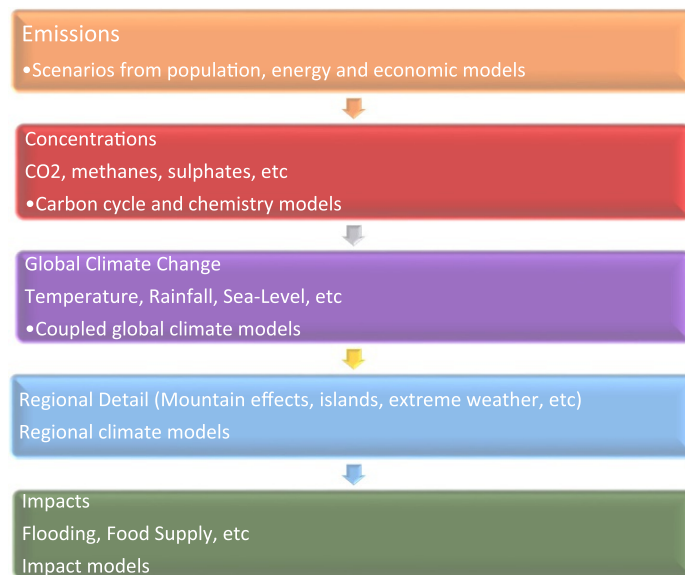 Emissions
•Scenarios from population, energy and economic models
Concentrations
CO2, methanes, sulphates, etc
•Carbon cycle and chemistry models
Global Climate Change
Temperature, Rainfall, Sea-Level, etc
•Coupled global climate models
Regional Detail (Mountain effects, islands, extreme weather, etc)
Regional climate models
Impacts
Flooding, Food Supply, etc
Impact models